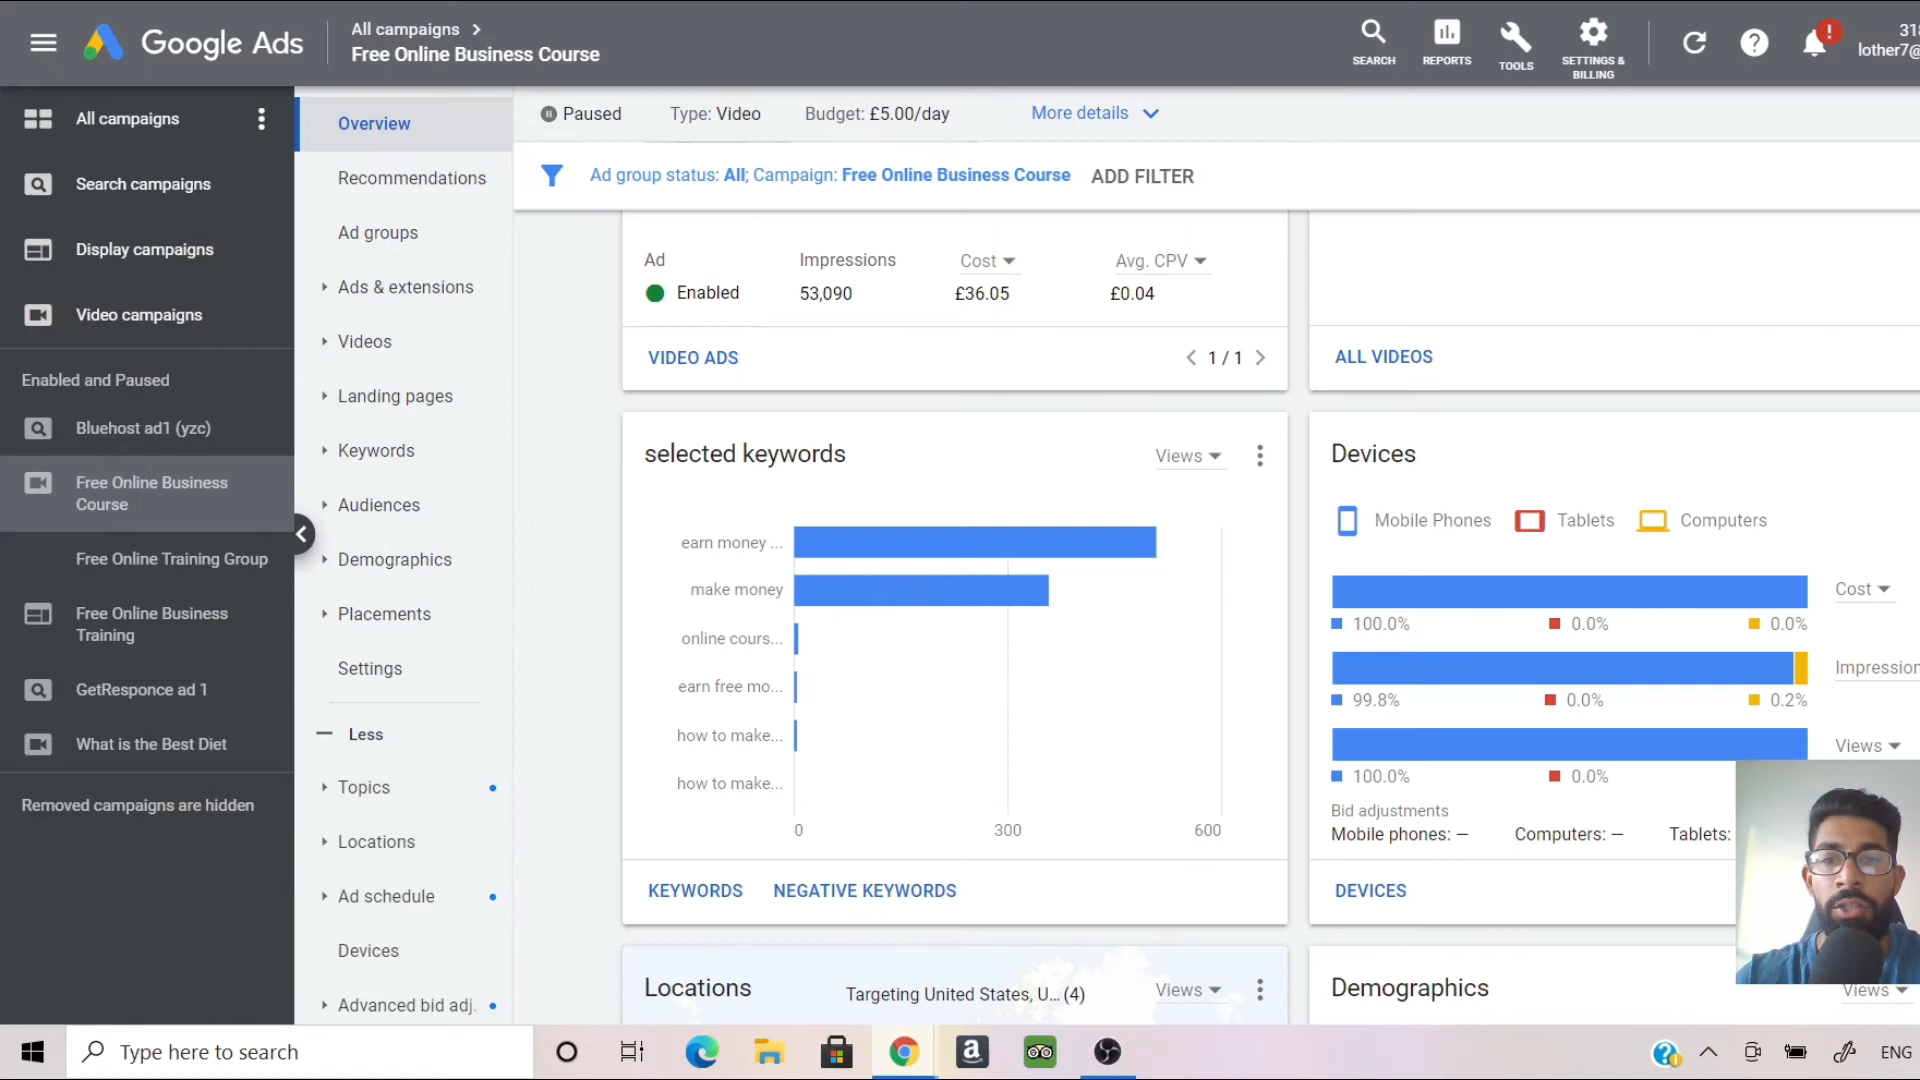 Google Ads
All campaigns
Free Online Business Course
SEARCH
REPORTS
TOOLS
SETTINGS &
BILLING
!
318
lother7@
All campaigns
Search campaigns
Display campaigns
Video campaigns
Enabled and Paused
Bluehost ad1 (yzc)
Free Online Business
Course
Free Online Training Group
Free Online Business
Training
GetResponce ad 1
What is the Best Diet
Removed campaigns are hidden
Overview
Recommendations
Ad groups
Ads & extensions
Videos
Landing pages
Keywords
Audiences
Demographics
Placements
Settings
Less
Topics
Locations
Ad schedule
Devices
Advanced bid adj.
Paused Type: Video Budget: £5.00/day More details
Ad group status: All; Campaign: Free Online Business Course ADD FILTER
Ad Impressions Cost Avg. CPV
Enabled 53,090 £36.05 £0.04
VIDEO ADS 1 / 1
ALL VIDEOS
selected keywords Views
earn money ...
make money
online cours...
earn free mo...
how to make...
how to make...
0 300 600
KEYWORDS NEGATIVE KEYWORDS
Devices
Mobile Phones Tablets Computers
Cost
100.0% 0.0% 0.0%
Impression
99.8% 0.0% 0.2%
Views
100.0% 0.0%
Bid adjustments
Mobile phones: — Computers: — Tablets:
DEVICES
Locations Targeting United States, U... (4) Views
Demographics
Views
Type here to search
ENG